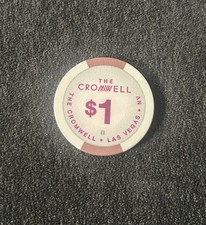 THE
CROMWELL
$1
THE CROMWELL • LAS VEGAS • NV